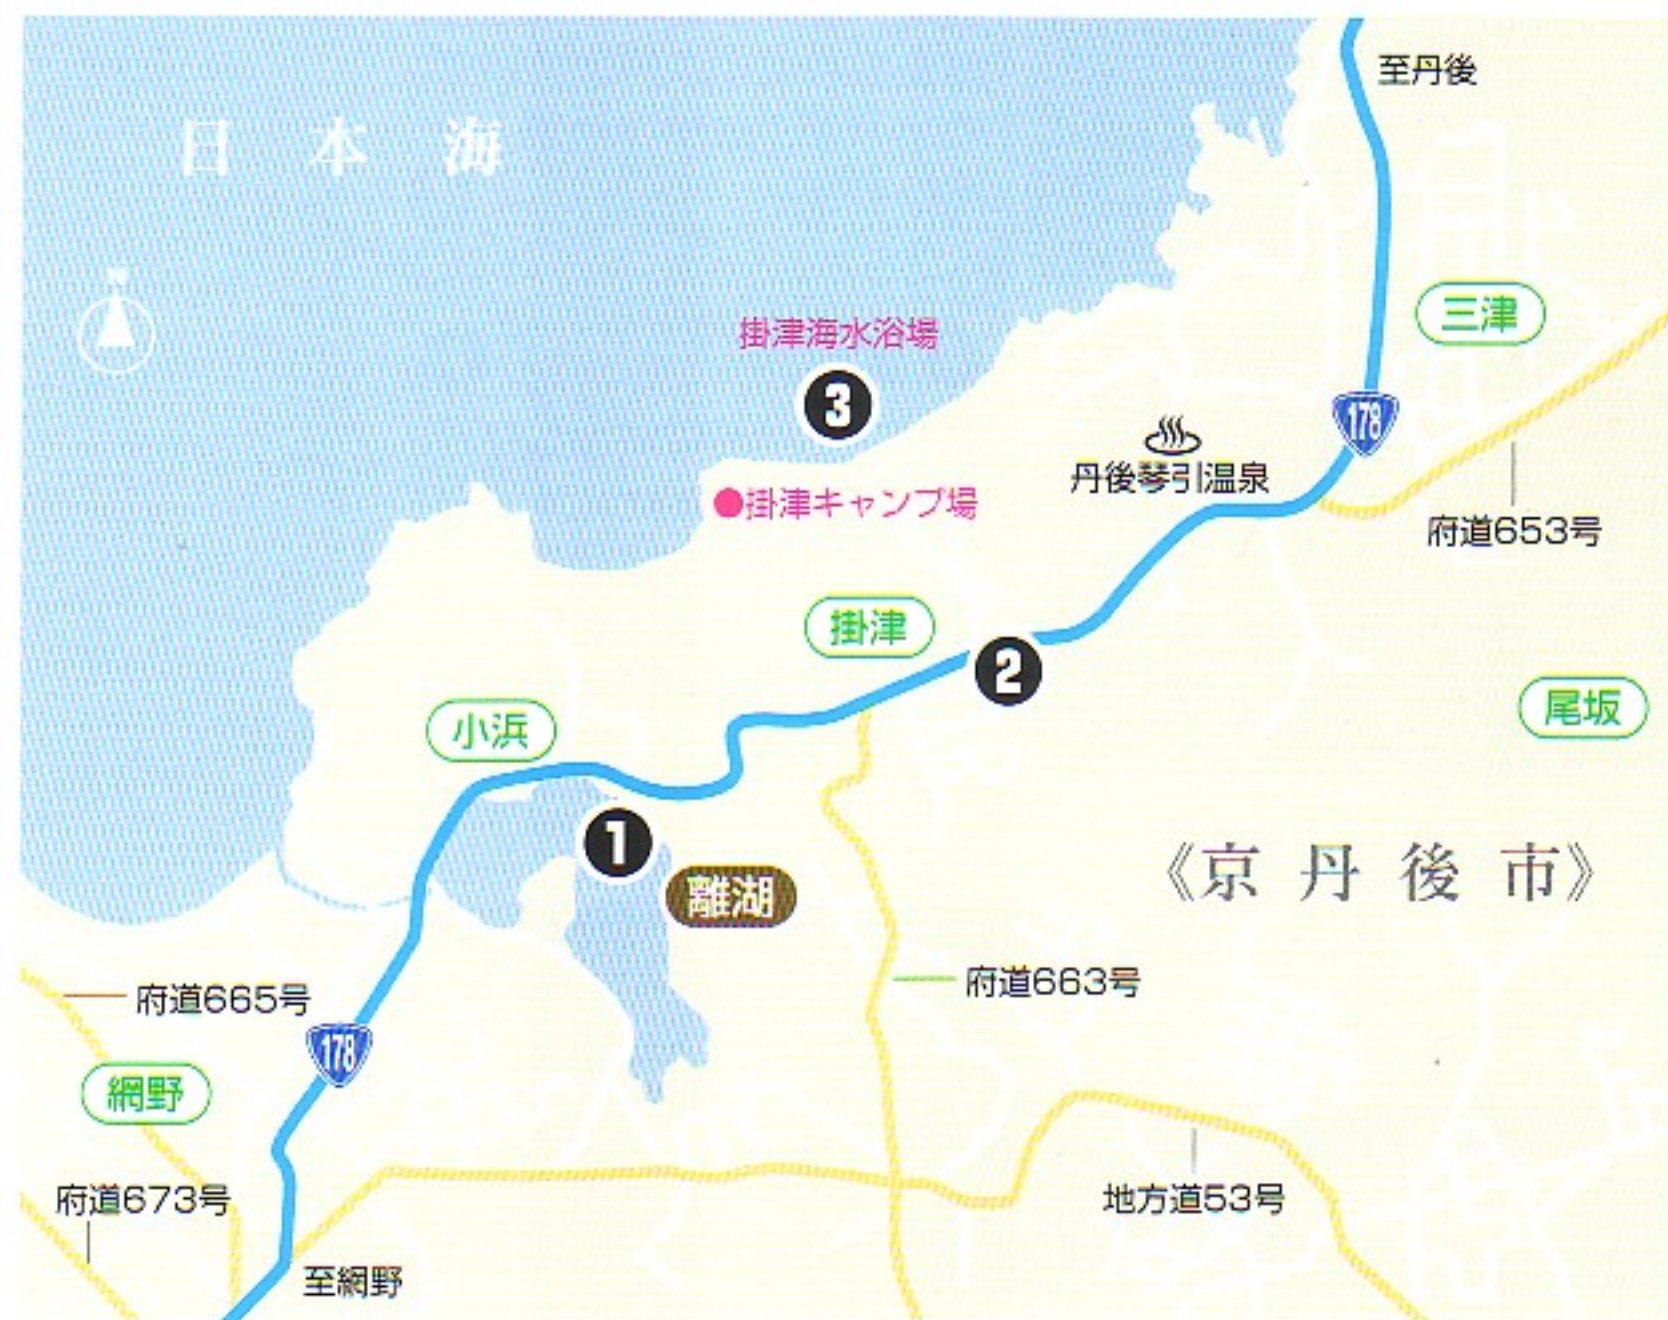 至丹後
日本海
N
三津
掛津海水浴場
3
178
丹後琴引温泉
掛津キャンプ場
府道653号
掛津
2
尾坂
小浜
1
離湖
《京丹後市》
府道663号
府道665号
178
網野
府道673号
地方道53号
至網野